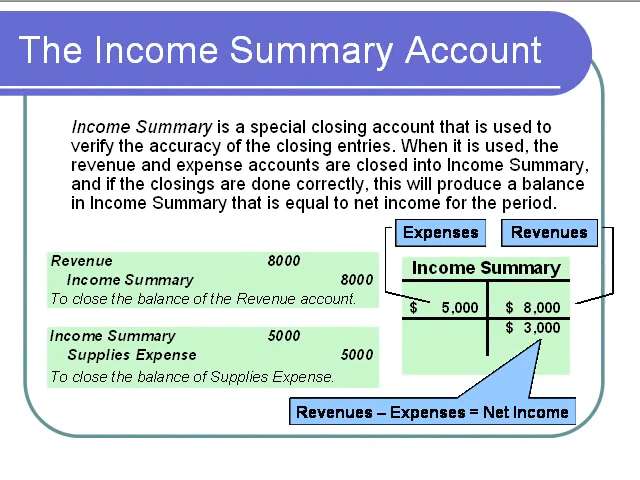 The Income Summary Account
Income Summary is a special closing account that is used to
verify the accuracy of the closing entries. When it is used, the
revenue and expense accounts are closed into Income Summary,
and if the closings are done correctly, this will produce a balance
in Income Summary that is equal to net income for the period.
Expenses
Revenues
Revenue 8000
Income Summary 8000
To close the balance of the Revenue account.
Income Summary 5000
Supplies Expense 5000
To close the balance of Supplies Expense.
Income Summary
$ 5,000 $ 8,000
$ 3,000
Revenues – Expenses = Net Income